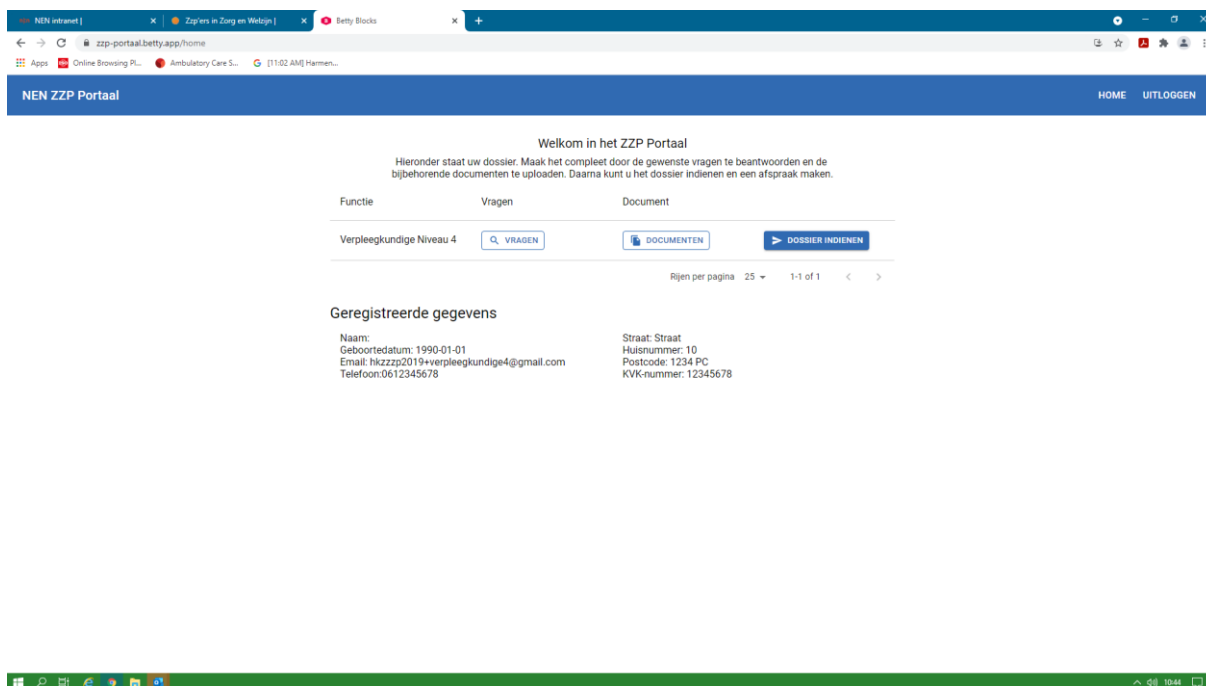 NEN intranet |
Zzp'ers in Zorg en Welzijn |
Betty Blocks
zzp-portaal.betty.app/home
Apps
Online Browsing Pl...
Ambulatory Care S...
[11:02 AM] Harmen...
NEN ZZP Portaal
HOME
UITLOGGEN
Welkom in het ZZP Portaal
Hieronder staat uw dossier. Maak het compleet door de gewenste vragen te beantwoorden en de
bijbehorende documenten te uploaden. Daarna kunt u het dossier indienen en een afspraak maken.
Functie Vragen Document
Verpleegkundige Niveau 4 VRAGEN DOCUMENTEN DOSSIER INDIENEN
Rijen per pagina 25 1-1 of 1
Geregistreerde gegevens
Naam:
Geboortedatum: 1990-01-01
Email: hkzzzp2019+verpleegkundige4@gmail.com
Telefoon:0612345678
Straat: Straat
Huisnummer: 10
Postcode: 1234 PC
KVK-nummer: 12345678
10:44